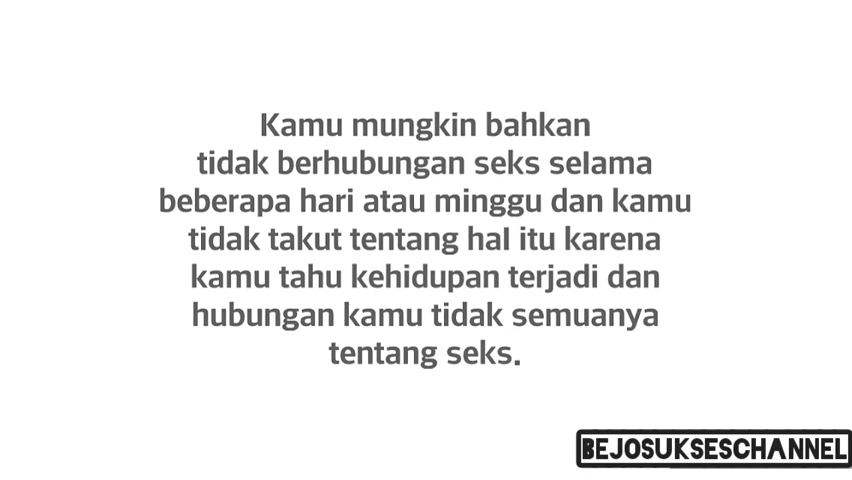 Kamu mungkin bahkan
tidak berhubungan seks selama
beberapa hari atau minggu dan kamu
tidak takut tentang hal itu karena
kamu tahu kehidupan terjadi dan
hubungan kamu tidak semuanya
tentang seks.
BEJOSUKSESCHANNEL